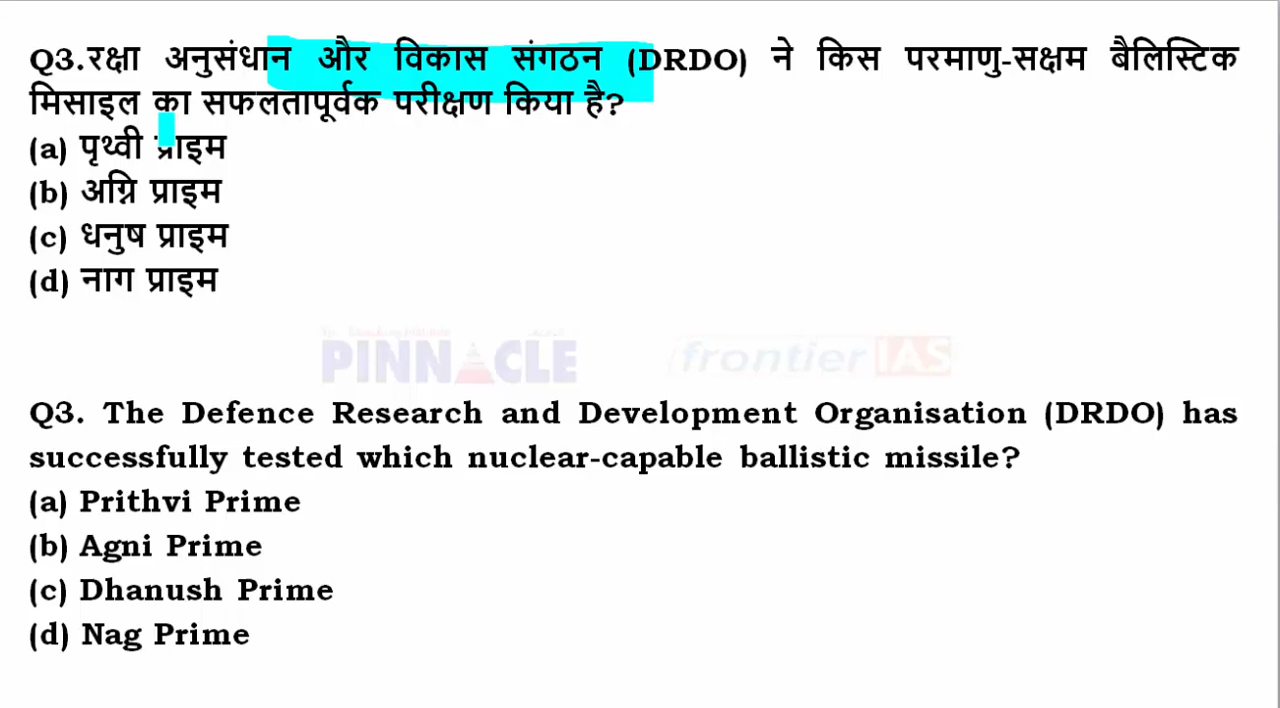 Q3.रक्षा अनुसंधान और विकास संगठन (DRDO) ने किस परमाणु-सक्षम बैलिस्टिक
मिसाइल का सफलतापूर्वक परीक्षण किया है?
(a) पृथ्वी प्राइम
(b) अग्नि प्राइम
(c) धनुष प्राइम
(d) नाग प्राइम
PINNACLE frontier IAS
Q3. The Defence Research and Development Organisation (DRDO) has
successfully tested which nuclear-capable ballistic missile?
(a) Prithvi Prime
(b) Agni Prime
(c) Dhanush Prime
(d) Nag Prime